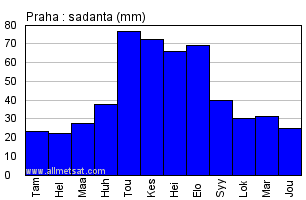 Praha : sadanta (mm)
80
70
60
50
40
30
20
10
0
www.allmetsat.com
Tam
Hel
Maa
Huh
Tou
Kes
Hei
Elo
Syy
Lok
Mar
Jou